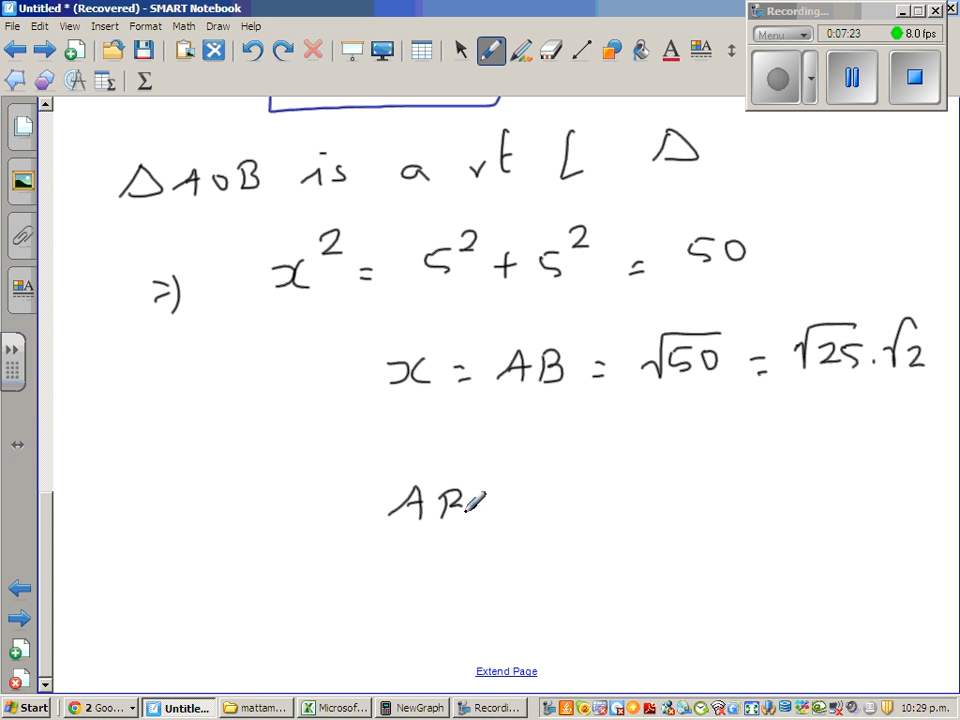 Untitled * (Recovered) - SMART Notebook
File Edit View Insert Format Math Draw Help
Recording...
Menu 0:07:23 8.0 fps
Δ AOB is a rt ∠ Δ
=) x² = 5² + 5² = 50
x = AB = √50 = √25 . √2
A B
Extend Page
Start 2 Goo... Untitle... mattam... Microsof... NewGraph Recordi... 10:29 p.m.